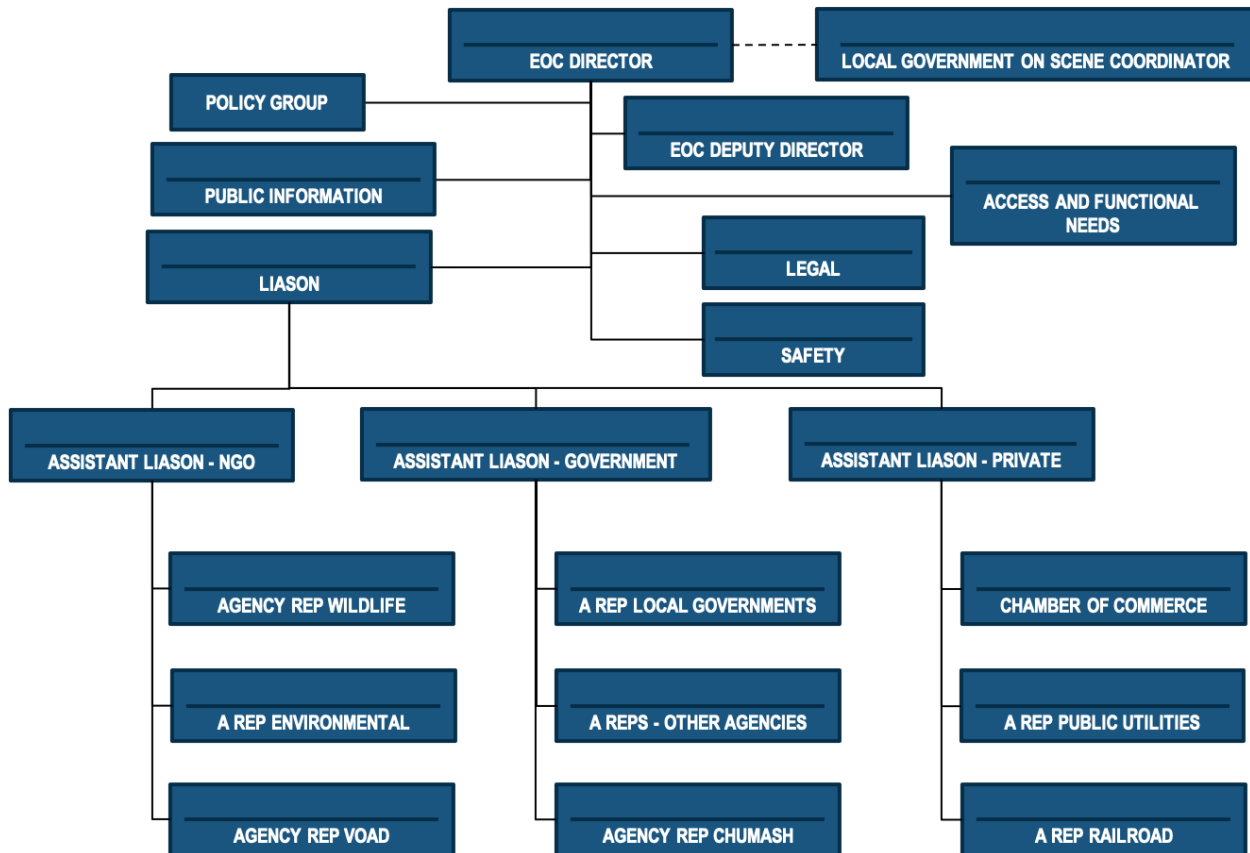 EOC DIRECTOR
LOCAL GOVERNMENT ON SCENE COORDINATOR
POLICY GROUP
EOC DEPUTY DIRECTOR
PUBLIC INFORMATION
ACCESS AND FUNCTIONAL
NEEDS
LIASON
LEGAL
SAFETY
ASSISTANT LIASON - NGO
ASSISTANT LIASON - GOVERNMENT
ASSISTANT LIASON - PRIVATE
AGENCY REP WILDLIFE
A REP LOCAL GOVERNMENTS
CHAMBER OF COMMERCE
A REP ENVIRONMENTAL
A REPS - OTHER AGENCIES
A REP PUBLIC UTILITIES
AGENCY REP VOAD
AGENCY REP CHUMASH
A REP RAILROAD